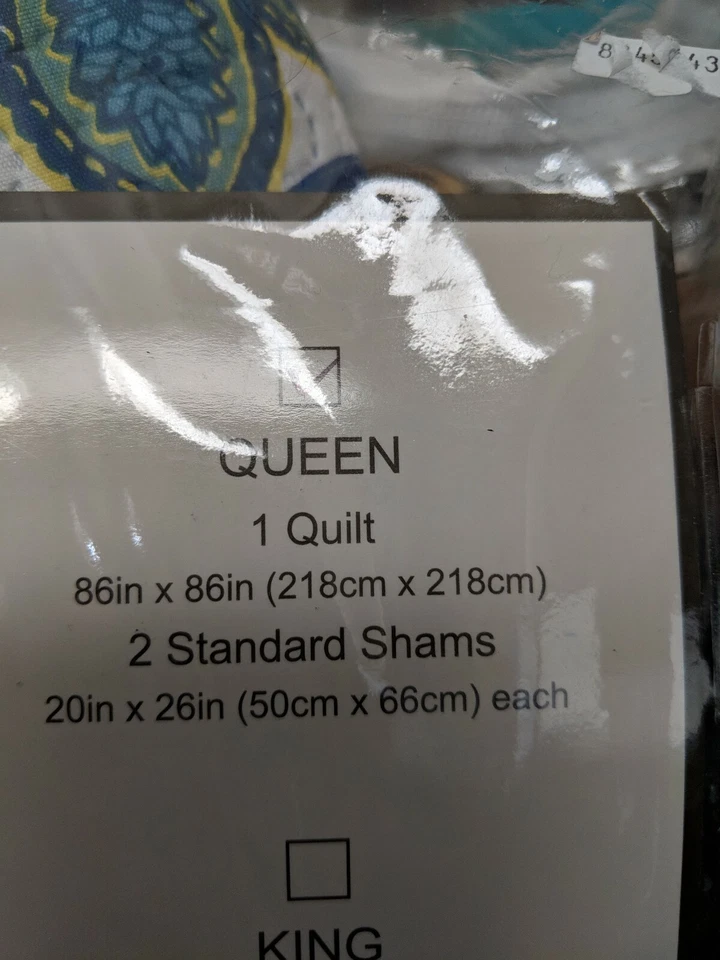 QUEEN
1 Quilt
86in x 86in (218cm x 218cm)
2 Standard Shams
20in x 26in (50cm x 66cm) each
KING